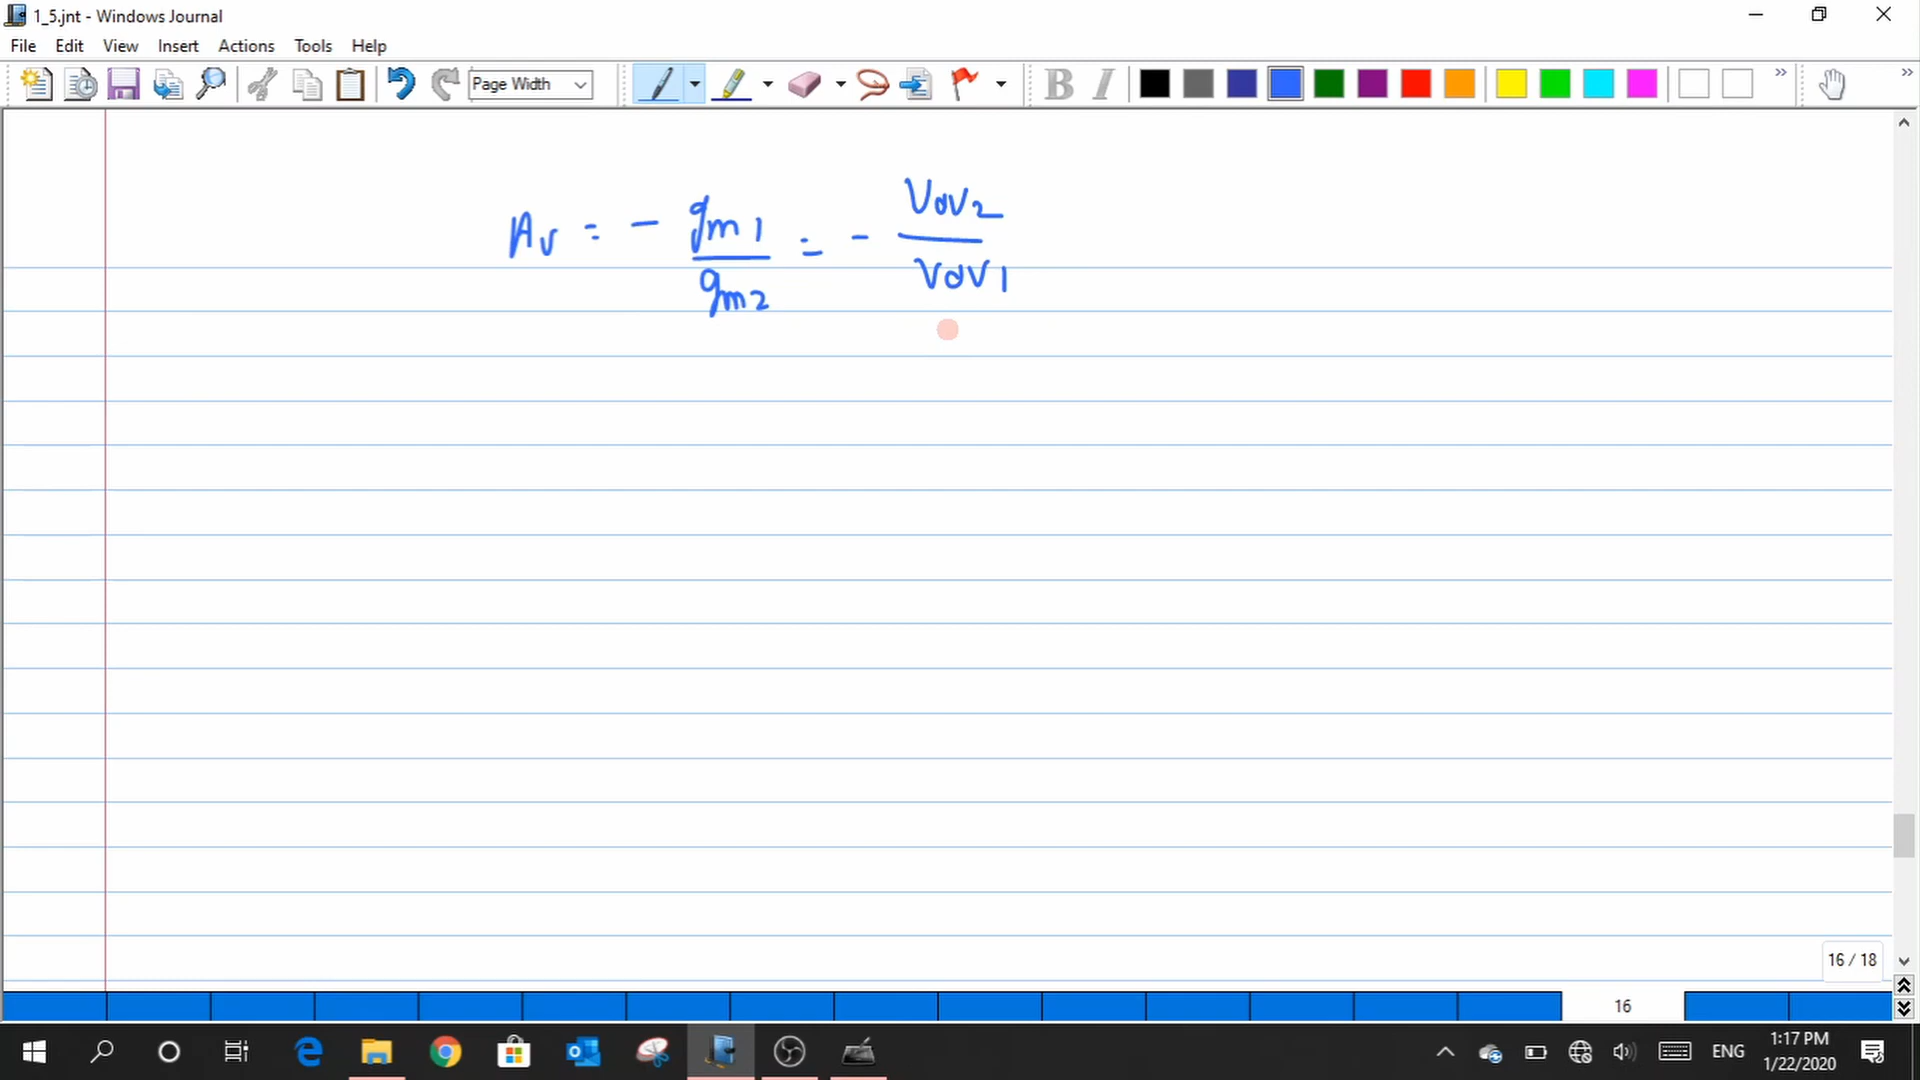 1_5.jnt - Windows Journal
File Edit View Insert Actions Tools Help
Page Width
B I
Av = - gm1/gm2 = - Vov2/Vov1
16 / 18
16
ENG
1:17 PM
1/22/2020